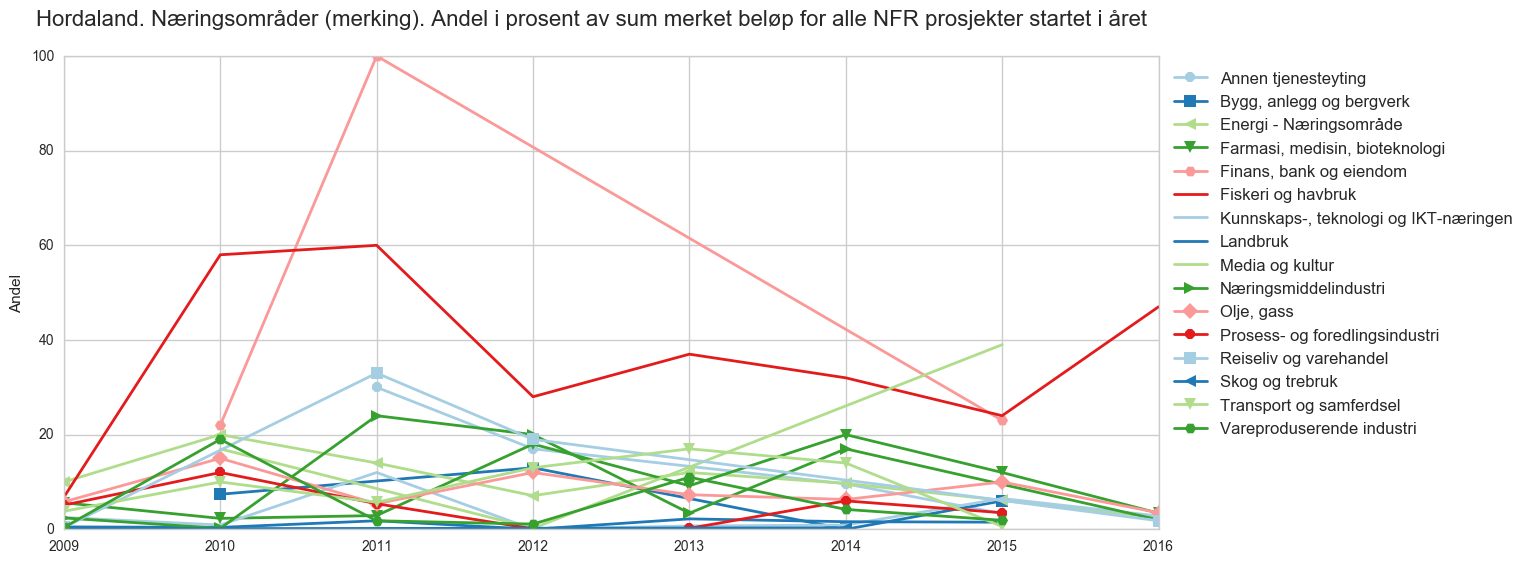 Hordaland. Næringsområder (merking). Andel i prosent av sum merket beløp for alle NFR prosjekter startet i året
100
80
60
40
20
0
Andel
2009 2010 2011 2012 2013 2014 2015 2016
Annen tjenesteyting
Bygg, anlegg og bergverk
Energi - Næringsområde
Farmasi, medisin, bioteknologi
Finans, bank og eiendom
Fiskeri og havbruk
Kunnskaps-, teknologi og IKT-næringen
Landbruk
Media og kultur
Næringsmiddelindustri
Olje, gass
Prosess- og foredlingsindustri
Reiseliv og varehandel
Skog og trebruk
Transport og samferdsel
Vareproduserende industri